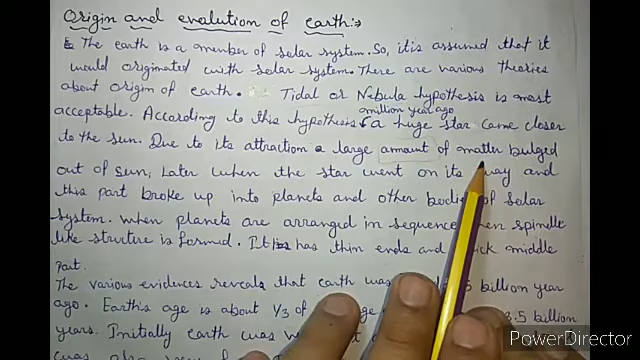 Origin and evolution of earth:→
The earth is a member of solar system. So, it is assumed that it
would originated with solar system. There are various theories
about origin of earth. Tidal or Nebula hypothesis is most
a million year ago
acceptable. According to this hypothesis a huge star came closer
to the sun. Due to its attraction a large amount of matter bulged
out of sun, Later when the star went on its way and
this part broke up into planets and other bodies of solar
system. When planets are arranged in sequence then spindle
like structure is formed. It has thin ends and thick middle
Part.
The various evidences reveals that earth was 5 billion year
ago. Earth's age is about 1/3 of 3.5 billion
years. Initially earth was
was also
PowerDirector